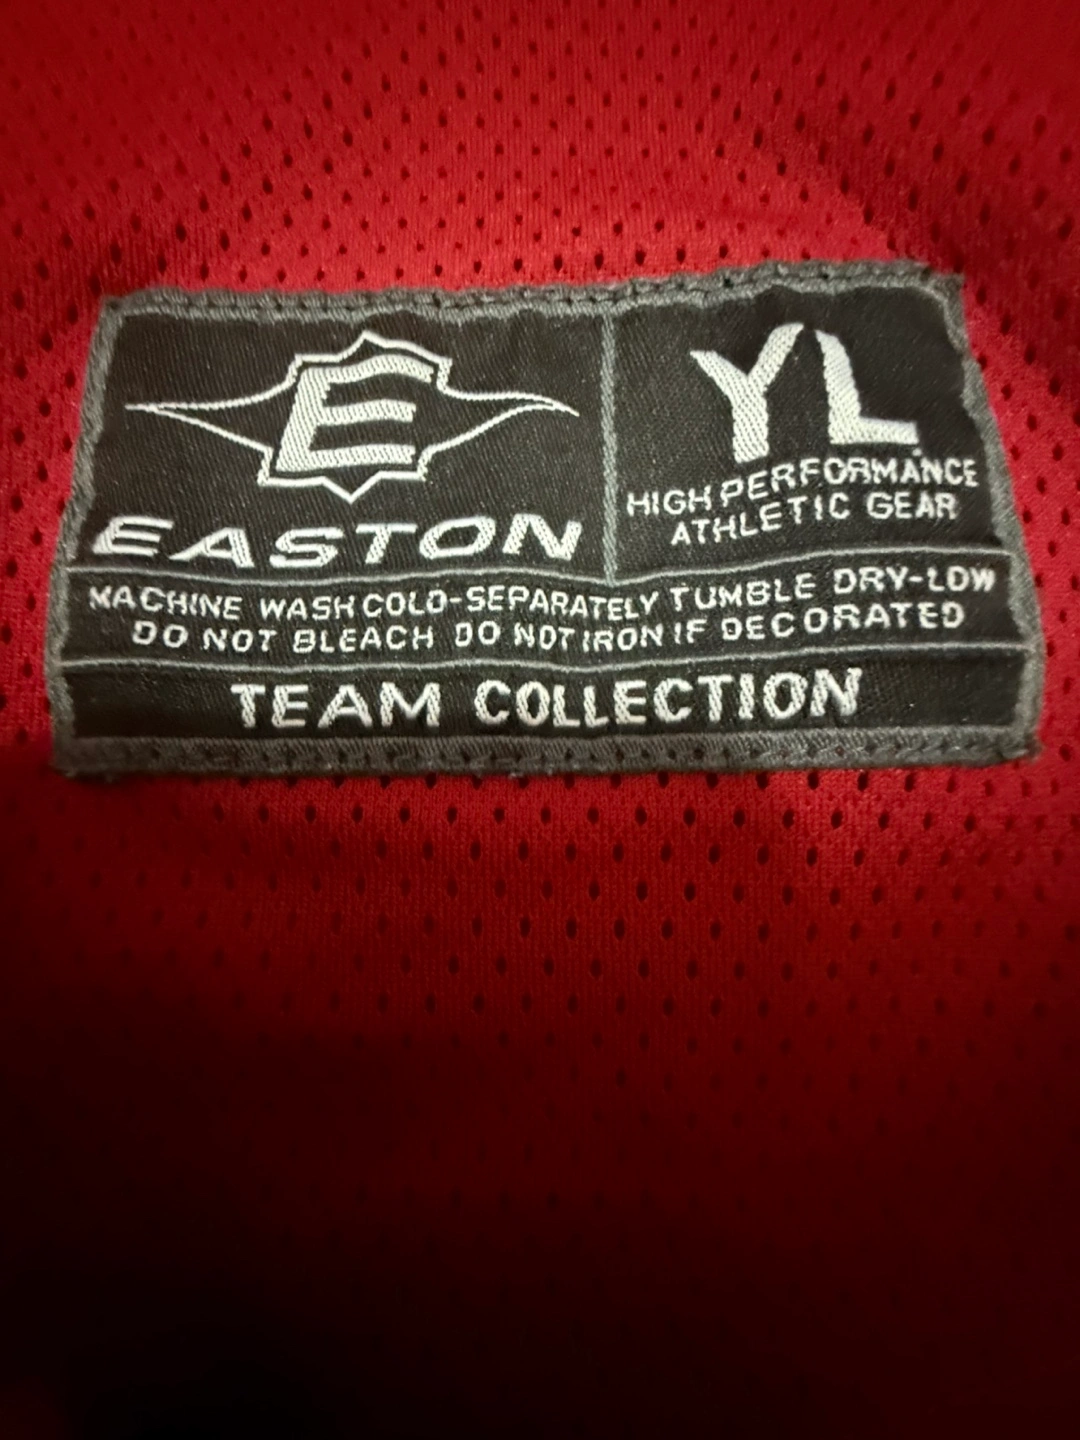 E
EASTON
YL
HIGH PERFORMANCE
ATHLETIC GEAR
MACHINE WASH COLD-SEPARATELY TUMBLE DRY-LOW
DO NOT BLEACH DO NOT IRON IF DECORATED
TEAM COLLECTION